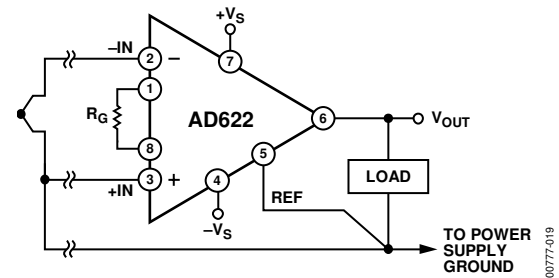 +VS
–IN
2
–
7
1
RG
AD622
6
VOUT
8
5
3
+
4
+IN
REF
LOAD
–VS
TO POWER
SUPPLY
GROUND
00777-019